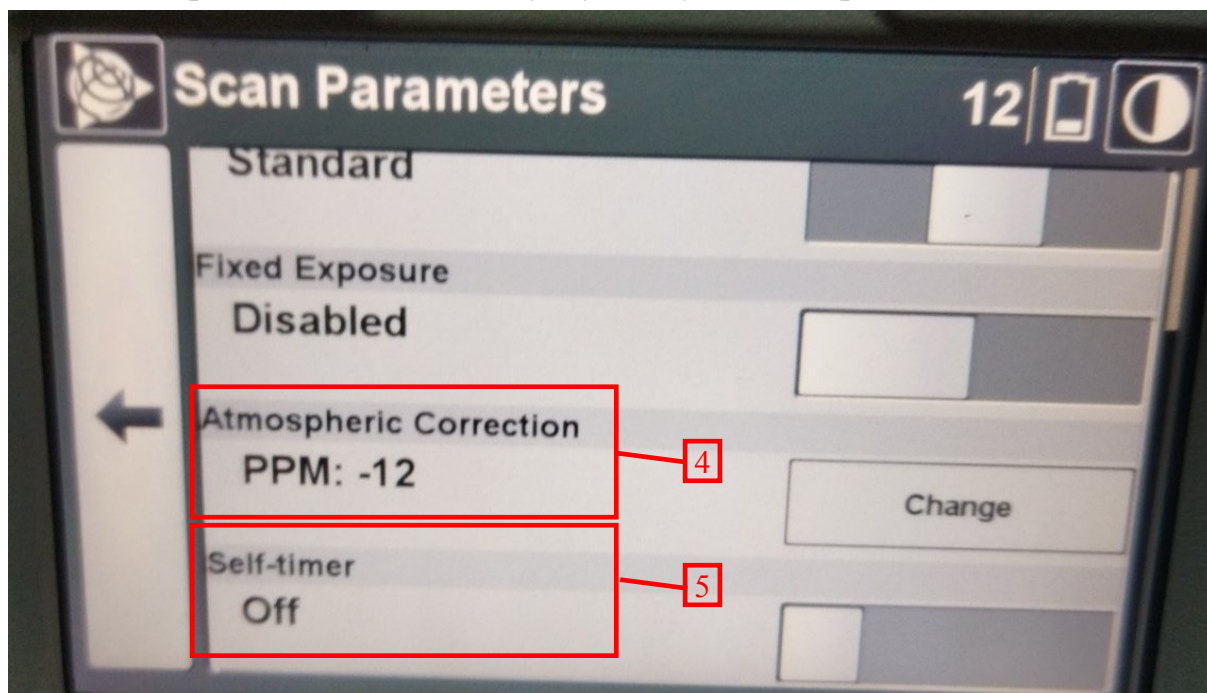 Scan Parameters 12
Standard
Fixed Exposure
Disabled
Atmospheric Correction
PPM: -12
4
Change
Self-timer
5
Off